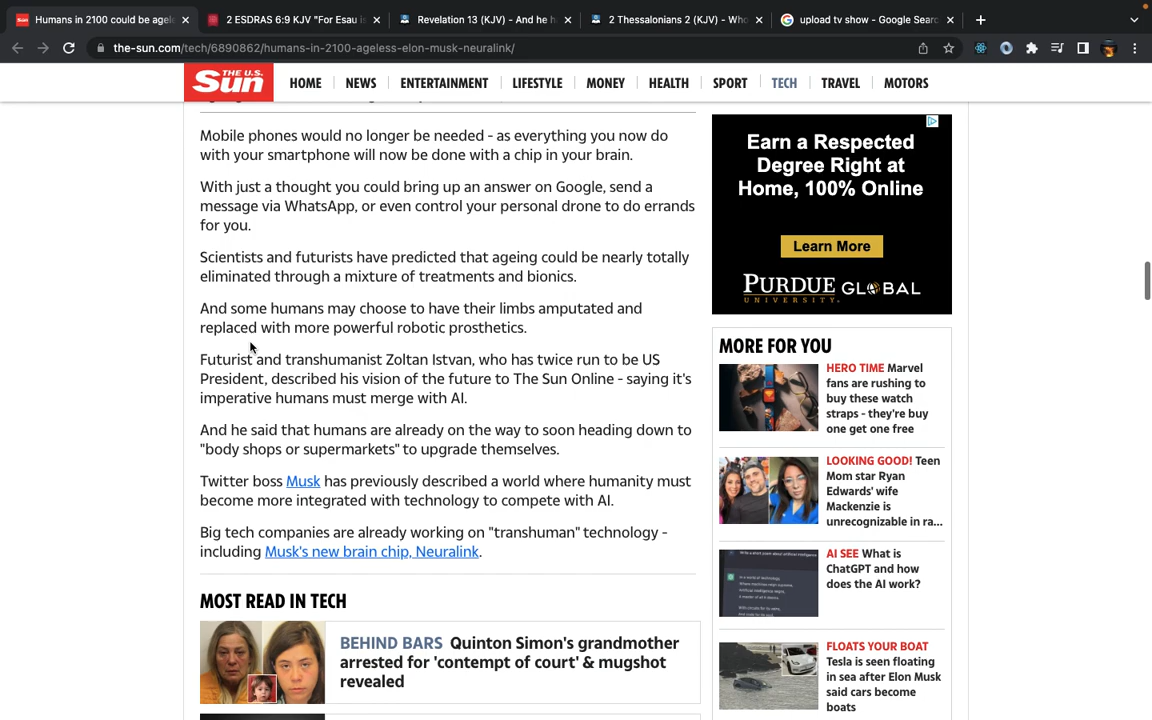 Humans in 2100 could be agele
2 ESDRAS 6:9 KJV "For Esau is
Revelation 13 (KJV) - And he h
2 Thessalonians 2 (KJV) - Who
upload tv show - Google Searc
the-sun.com/tech/6890862/humans-in-2100-ageless-elon-musk-neuralink/
THE U.S. Sun
HOME
NEWS
ENTERTAINMENT
LIFESTYLE
MONEY
HEALTH
SPORT
TECH
TRAVEL
MOTORS
Mobile phones would no longer be needed - as everything you now do
with your smartphone will now be done with a chip in your brain.
With just a thought you could bring up an answer on Google, send a
message via WhatsApp, or even control your personal drone to do errands
for you.
Scientists and futurists have predicted that ageing could be nearly totally
eliminated through a mixture of treatments and bionics.
And some humans may choose to have their limbs amputated and
replaced with more powerful robotic prosthetics.
Futurist and transhumanist Zoltan Istvan, who has twice run to be US
President, described his vision of the future to The Sun Online - saying it's
imperative humans must merge with AI.
And he said that humans are already on the way to soon heading down to
"body shops or supermarkets" to upgrade themselves.
Twitter boss Musk has previously described a world where humanity must
become more integrated with technology to compete with AI.
Big tech companies are already working on "transhuman" technology -
including Musk's new brain chip, Neuralink.
MOST READ IN TECH
BEHIND BARS Quinton Simon's grandmother
arrested for 'contempt of court' & mugshot
revealed
Earn a Respected
Degree Right at
Home, 100% Online
Learn More
PURDUE GLOBAL
UNIVERSITY
MORE FOR YOU
HERO TIME Marvel
fans are rushing to
buy these watch
straps - they're buy
one get one free
LOOKING GOOD! Teen
Mom star Ryan
Edwards' wife
Mackenzie is
unrecognizable in ra...
AI SEE What is
ChatGPT and how
does the AI work?
FLOATS YOUR BOAT
Tesla is seen floating
in sea after Elon Musk
said cars become
boats